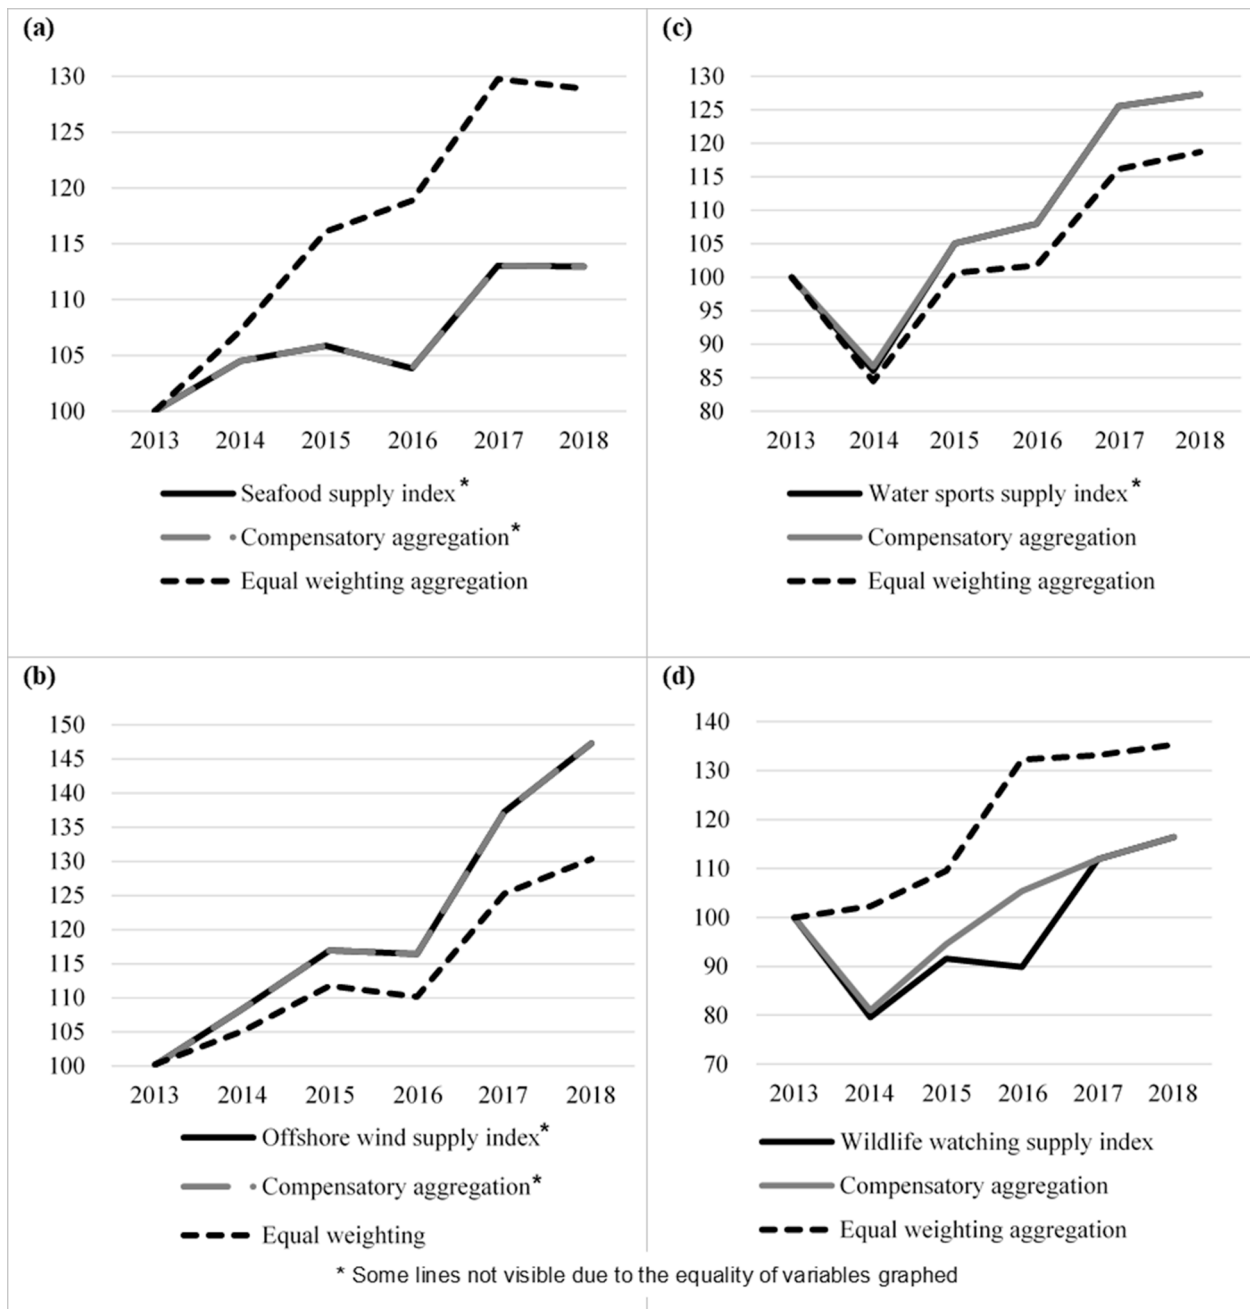 (a)
130
125
120
115
110
105
100
2013 2014 2015 2016 2017 2018
Seafood supply index*
Compensatory aggregation*
Equal weighting aggregation
(c)
130
125
120
115
110
105
100
95
90
85
80
2013 2014 2015 2016 2017 2018
Water sports supply index*
Compensatory aggregation
Equal weighting aggregation
(b)
150
145
140
135
130
125
120
115
110
105
100
2013 2014 2015 2016 2017 2018
Offshore wind supply index*
Compensatory aggregation*
Equal weighting
(d)
140
130
120
110
100
90
80
70
2013 2014 2015 2016 2017 2018
Wildlife watching supply index
Compensatory aggregation
Equal weighting aggregation
* Some lines not visible due to the equality of variables graphed